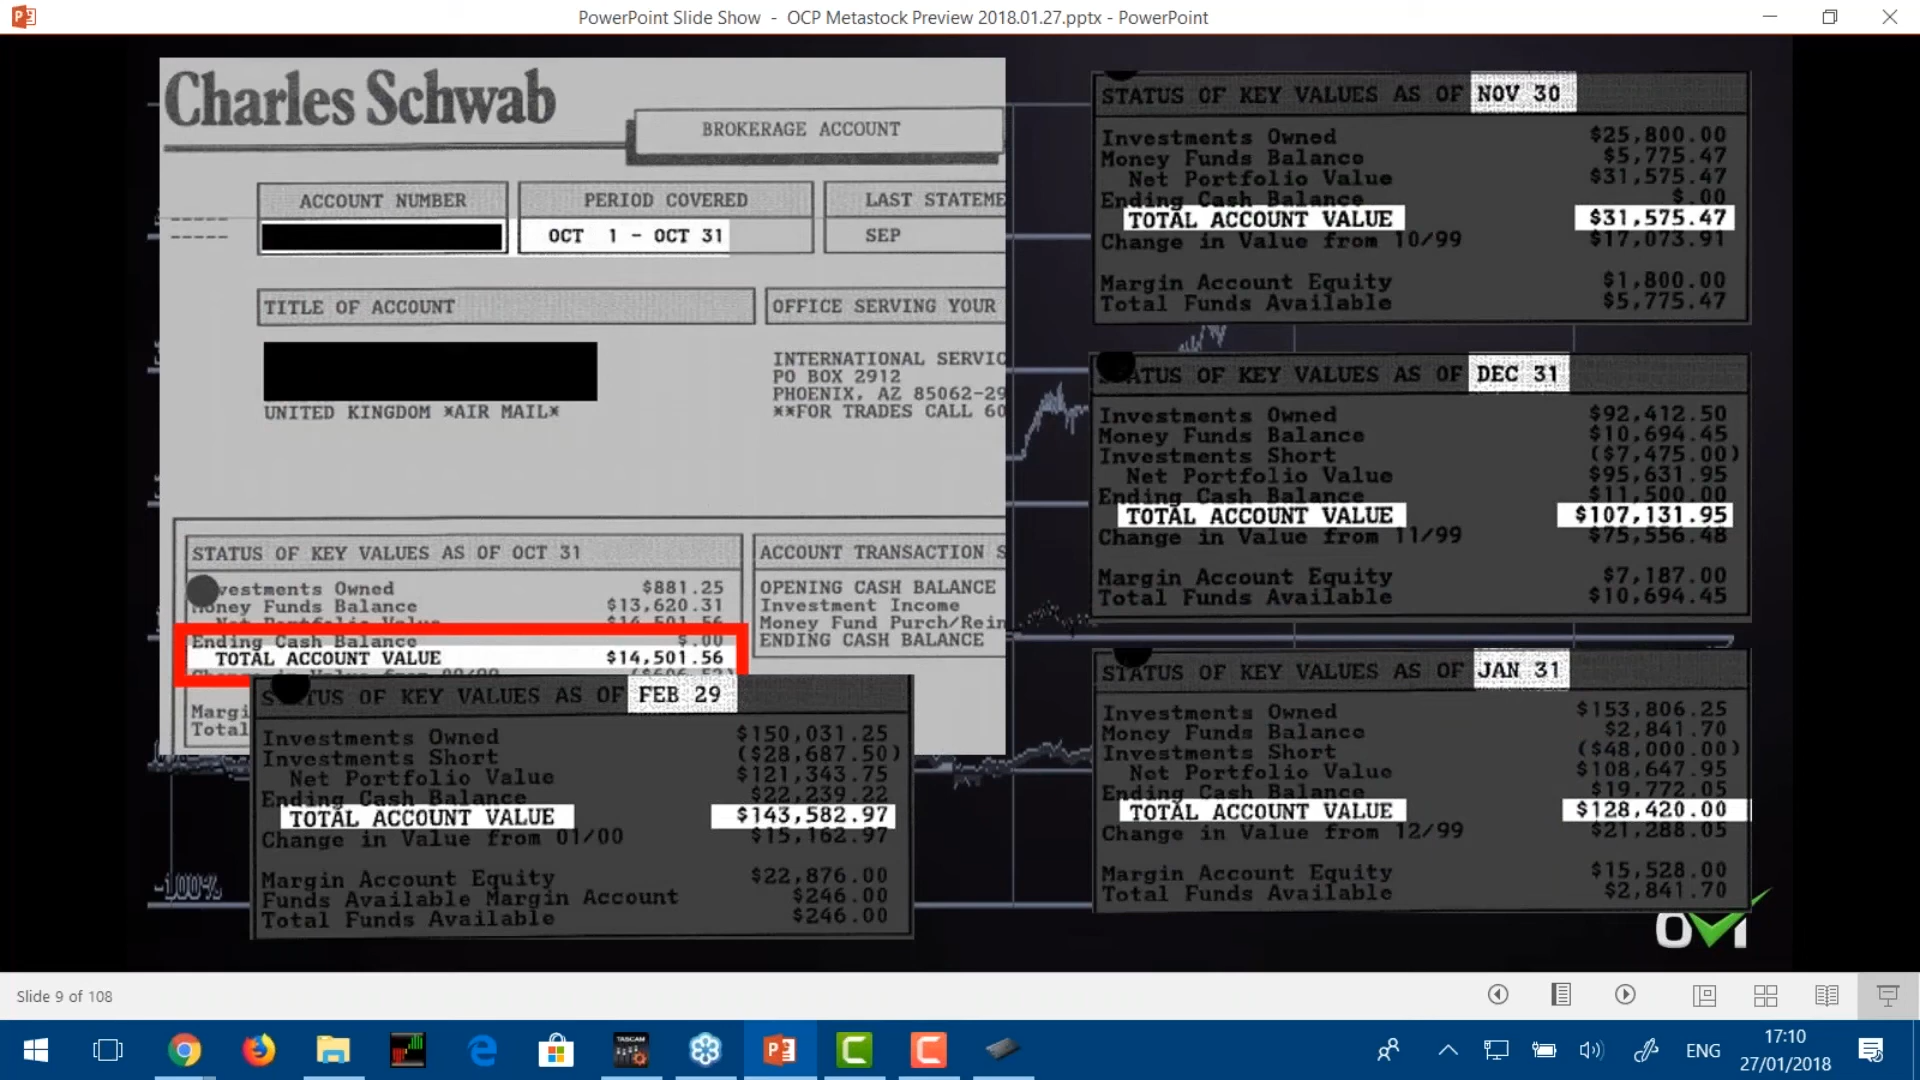 PowerPoint Slide Show - OCP Metastock Preview 2018.01.27.pptx - PowerPoint
Charles Schwab
BROKERAGE ACCOUNT
ACCOUNT NUMBER
PERIOD COVERED
LAST STATEME
OCT 1 - OCT 31
SEP
TITLE OF ACCOUNT
OFFICE SERVING YOUR
INTERNATIONAL SERVIC
PO BOX 2912
PHOENIX, AZ 85062-29
UNITED KINGDOM *AIR MAIL*
**FOR TRADES CALL 60
STATUS OF KEY VALUES AS OF OCT 31
vestments Owned $881.25
Money Funds Balance $13,620.31
Ending Cash Balance $.00
TOTAL ACCOUNT VALUE $14,501.56
Margi
Total
ACCOUNT TRANSACTION S
OPENING CASH BALANCE
Investment Income
Money Fund Purch/Rein
ENDING CASH BALANCE
STATUS OF KEY VALUES AS OF FEB 29
Investments Owned $150,031.25
Investments Short ($28,687.50)
Net Portfolio Value $121,343.75
Ending Cash Balance $22,239.22
TOTAL ACCOUNT VALUE $143,582.97
Change in Value from 01/00 $15,162.97
Margin Account Equity $22,876.00
Funds Available Margin Account $246.00
Total Funds Available $246.00
-100%
STATUS OF KEY VALUES AS OF NOV 30
Investments Owned $25,800.00
Money Funds Balance $5,775.47
Net Portfolio Value $31,575.47
Ending Cash Balance $.00
TOTAL ACCOUNT VALUE $31,575.47
Change in Value from 10/99 $17,073.91
Margin Account Equity $1,800.00
Total Funds Available $5,775.47
TATUS OF KEY VALUES AS OF DEC 31
Investments Owned $92,412.50
Money Funds Balance $10,694.45
Investments Short ($7,475.00)
Net Portfolio Value $95,631.95
Ending Cash Balance $11,500.00
TOTAL ACCOUNT VALUE $107,131.95
Change in Value from 11/99 $75,556.48
Margin Account Equity $7,187.00
Total Funds Available $10,694.45
STATUS OF KEY VALUES AS OF JAN 31
Investments Owned $153,806.25
Money Funds Balance $2,841.70
Investments Short ($48,000.00)
Net Portfolio Value $108,647.95
Ending Cash Balance $19,772.05
TOTAL ACCOUNT VALUE $128,420.00
Change in Value from 12/99 $21,288.05
Margin Account Equity $15,528.00
Total Funds Available $2,841.70
OVI
Slide 9 of 108
TASCAM
ENG
17:10
27/01/2018